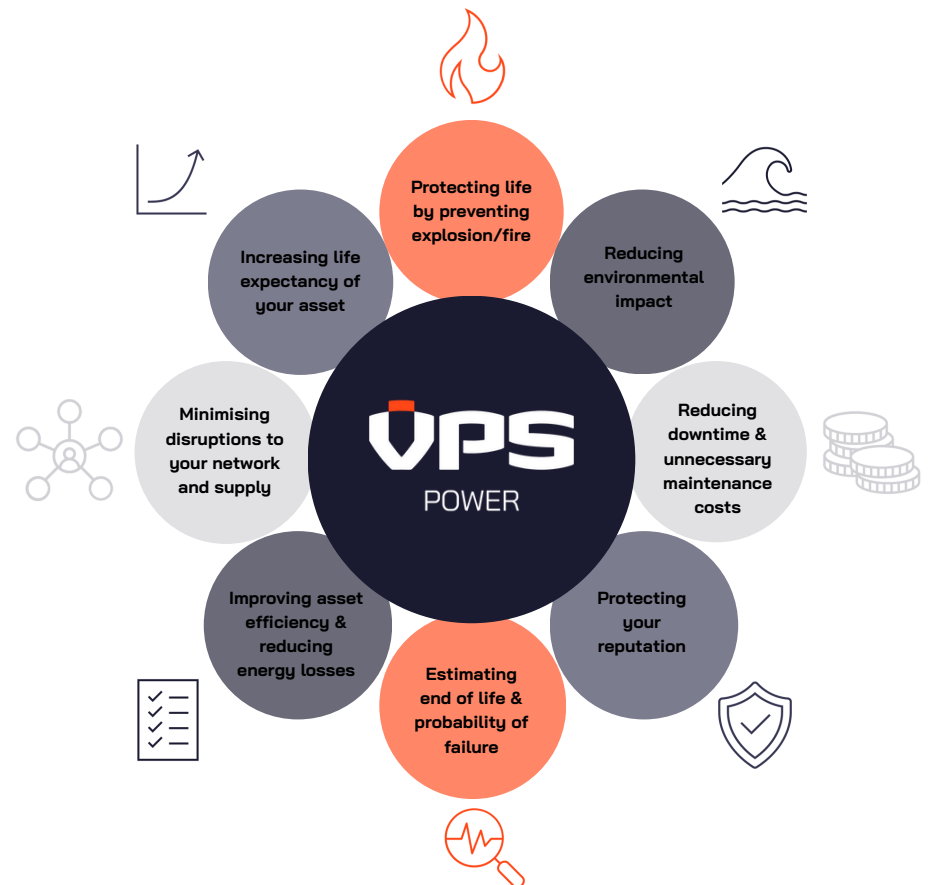 Protecting life
by preventing
explosion/fire
Reducing
environmental
impact
Reducing
downtime &
unnecessary
maintenance
costs
Protecting
your
reputation
Estimating
end of life &
probability of
failure
Improving asset
efficiency &
reducing
energy losses
Minimising
disruptions to
your network
and supply
Increasing life
expectancy of
your asset
VPS
POWER